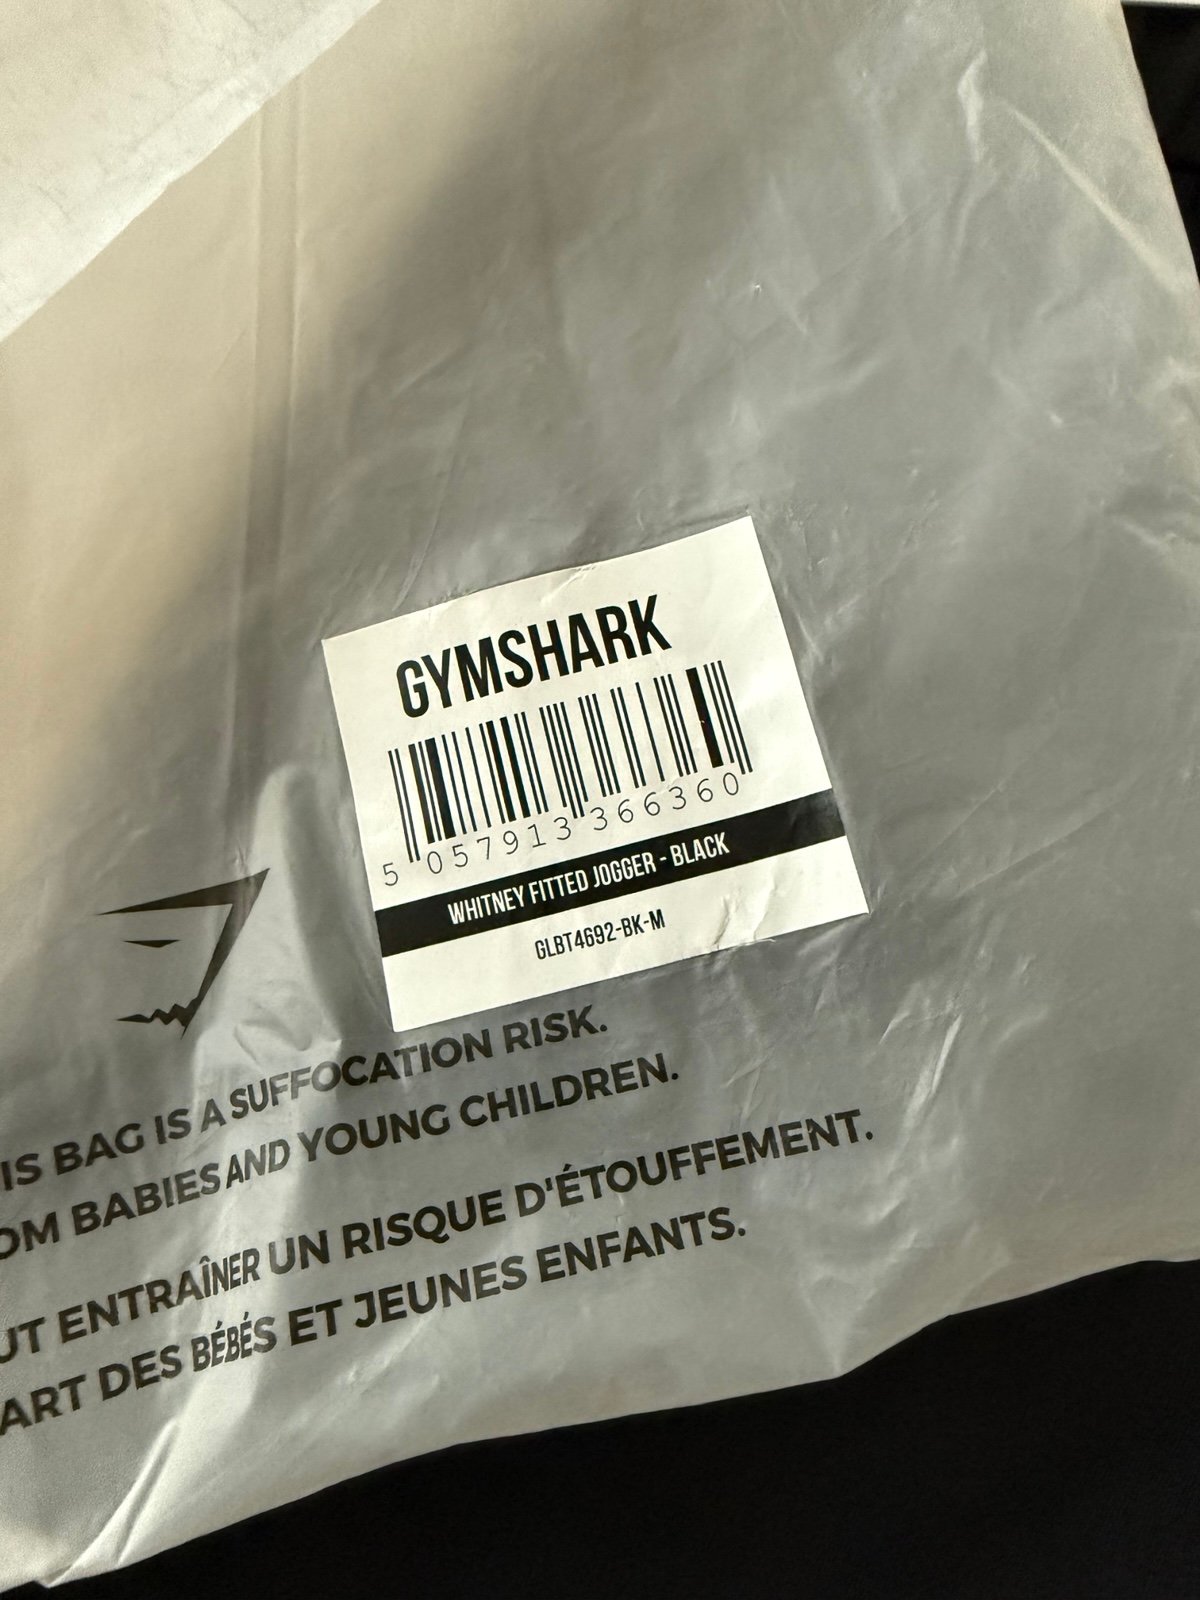 GYMSHARK
5 057913 366360
WHITNEY FITTED JOGGER - BLACK
GLBT4692-BK-M
IS BAG IS A SUFFOCATION RISK.
OM BABIES AND YOUNG CHILDREN.
UT ENTRAÎNER UN RISQUE D'ÉTOUFFEMENT.
ART DES BÉBÉS ET JEUNES ENFANTS.